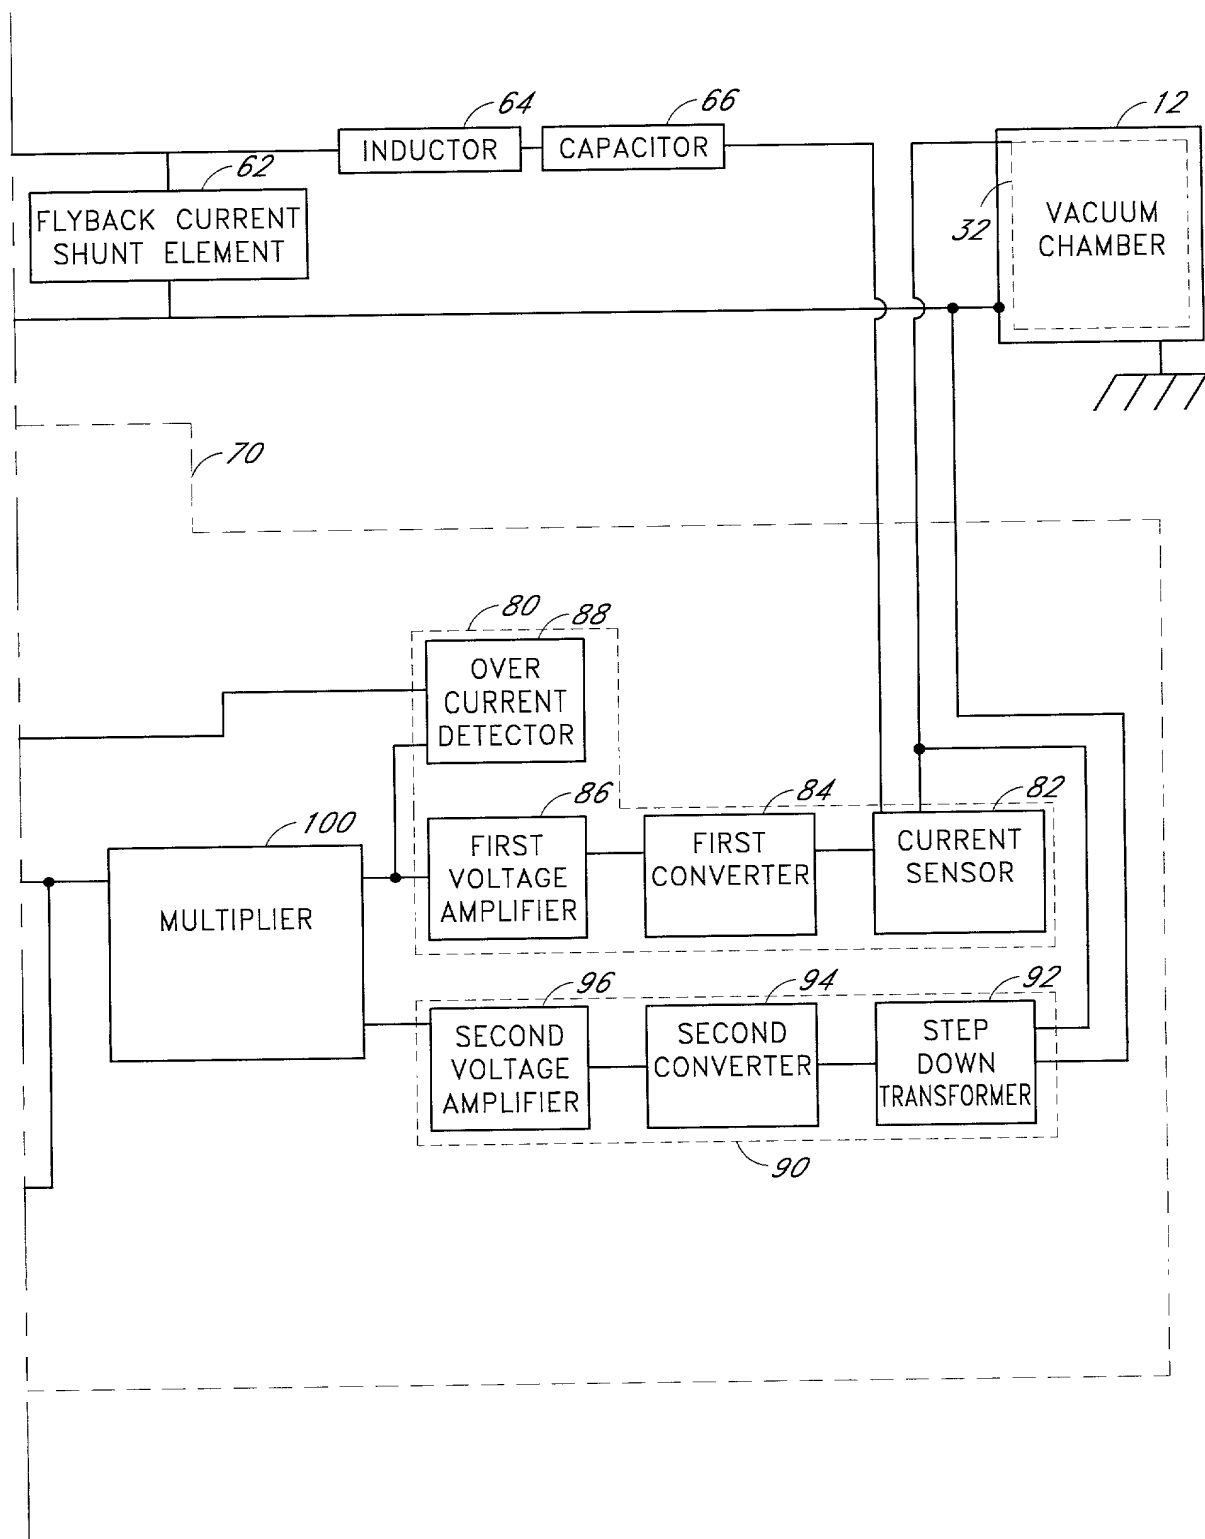 64
66
12
INDUCTOR
CAPACITOR
62
FLYBACK CURRENT
SHUNT ELEMENT
32
VACUUM
CHAMBER
70
80
88
OVER
CURRENT
DETECTOR
86
84
82
100
FIRST
VOLTAGE
AMPLIFIER
FIRST
CONVERTER
CURRENT
SENSOR
MULTIPLIER
96
94
92
SECOND
VOLTAGE
AMPLIFIER
SECOND
CONVERTER
STEP
DOWN
TRANSFORMER
90